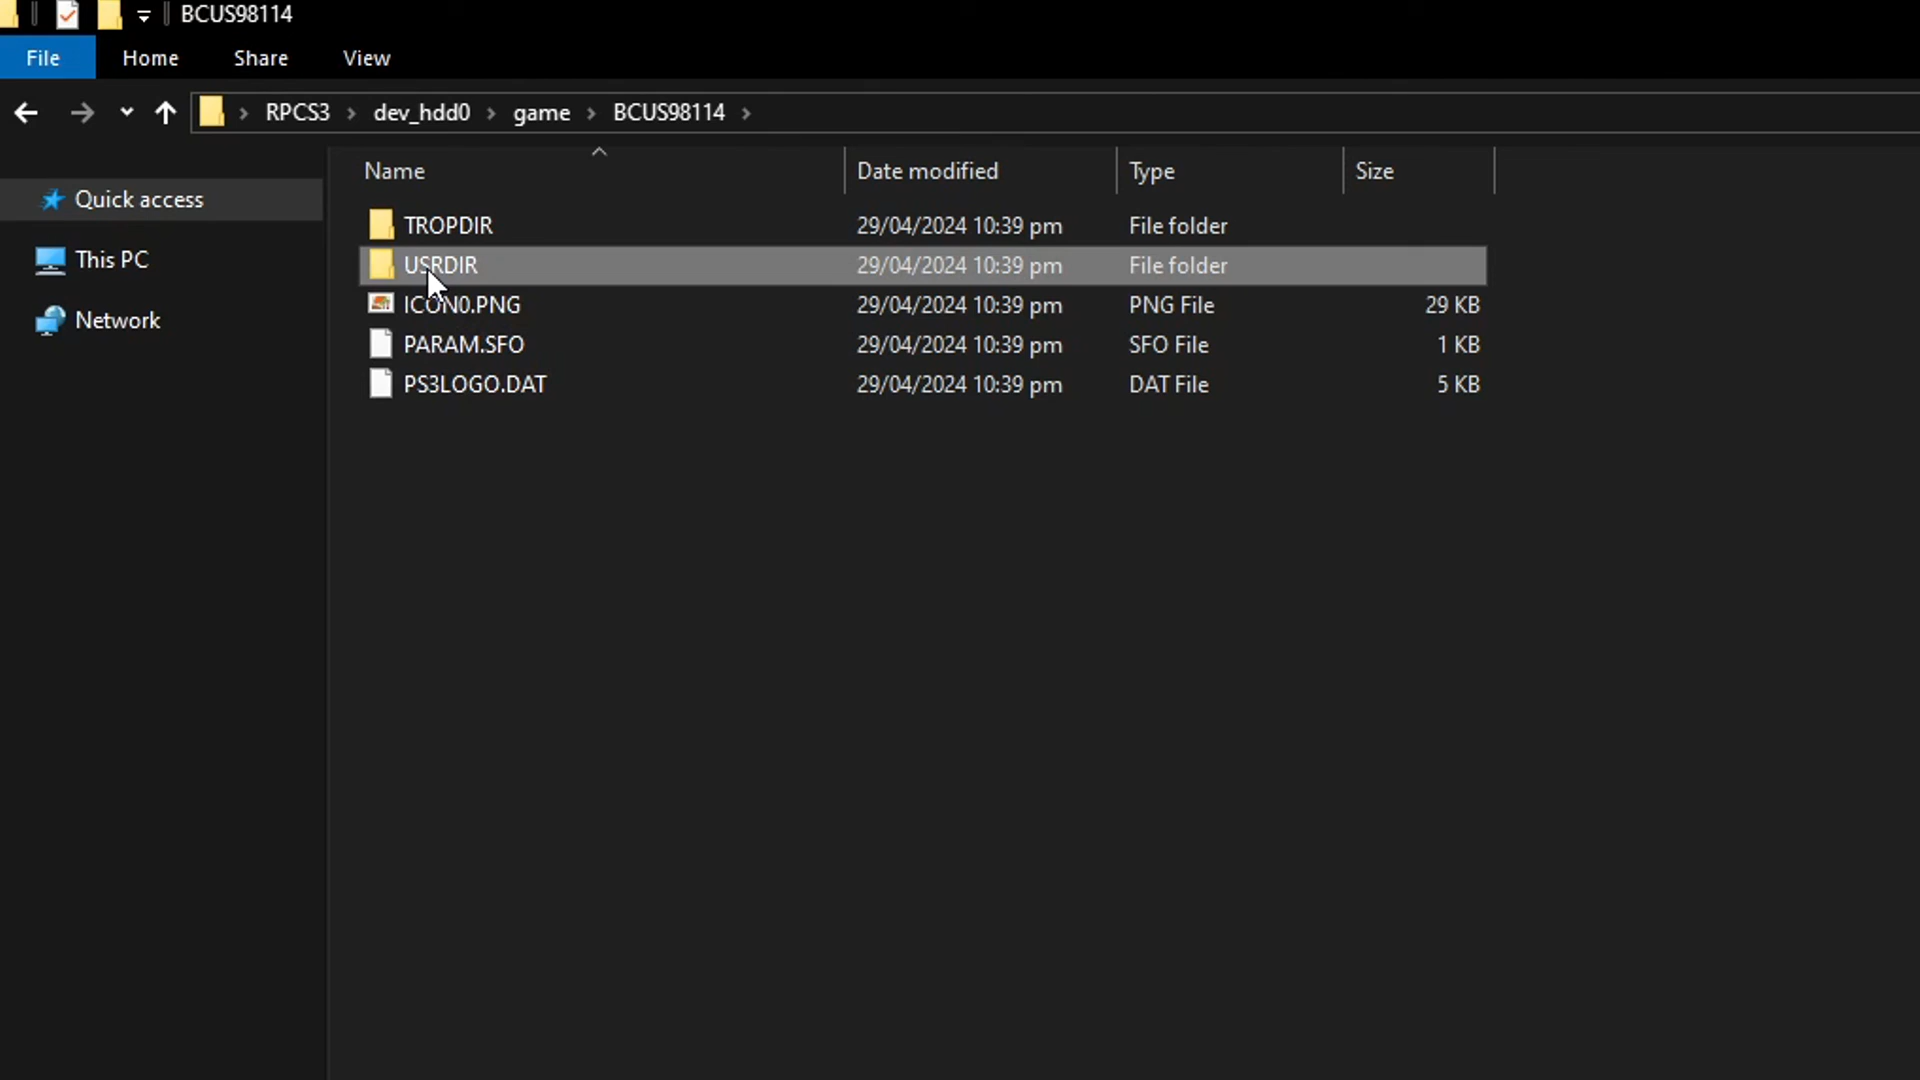 BCUS98114
File Home Share View
RPCS3 dev_hdd0 game BCUS98114
Name Date modified Type Size
Quick access
This PC
Network
TROPDIR 29/04/2024 10:39 pm File folder
USRDIR 29/04/2024 10:39 pm File folder
ICON0.PNG 29/04/2024 10:39 pm PNG File 29 KB
PARAM.SFO 29/04/2024 10:39 pm SFO File 1 KB
PS3LOGO.DAT 29/04/2024 10:39 pm DAT File 5 KB